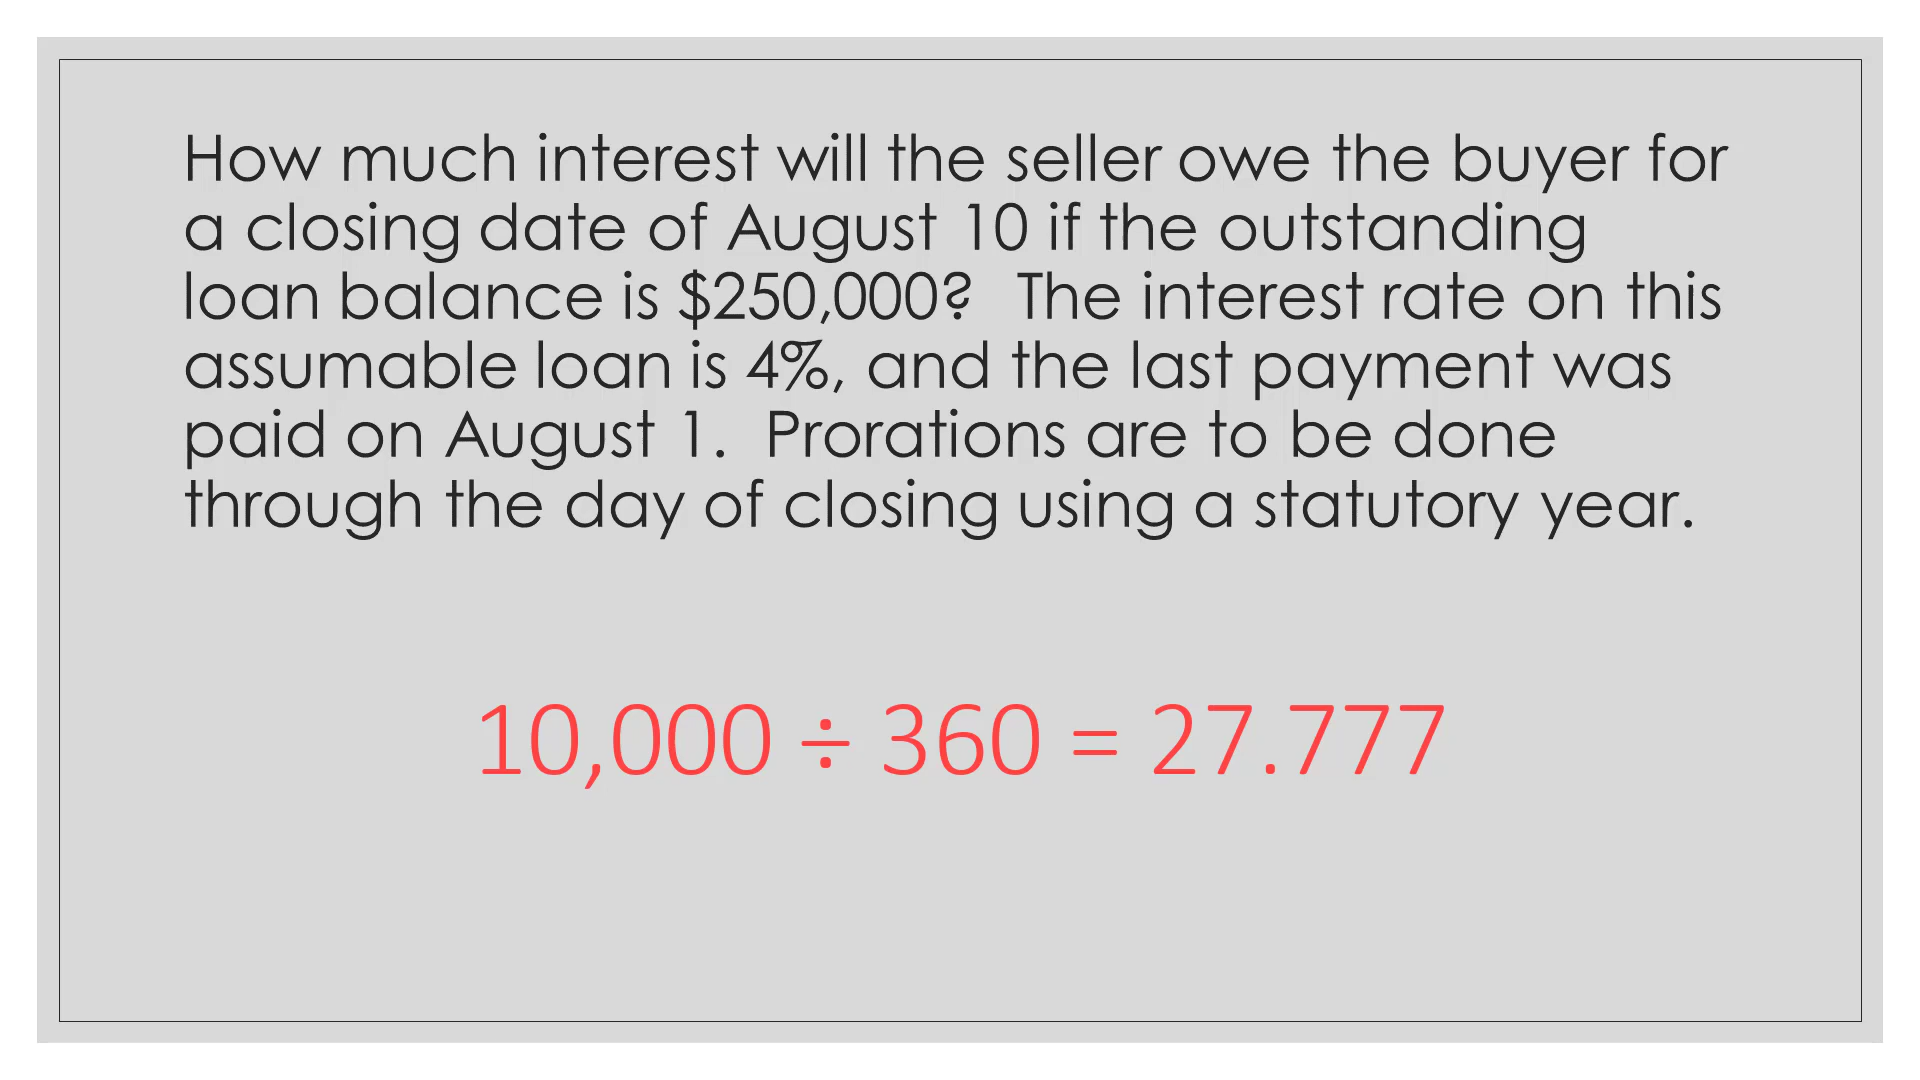 How much interest will the seller owe the buyer for
a closing date of August 10 if the outstanding
loan balance is $250,000?  The interest rate on this
assumable loan is 4%, and the last payment was
paid on August 1.  Prorations are to be done
through the day of closing using a statutory year.
10,000 ÷ 360 = 27.777